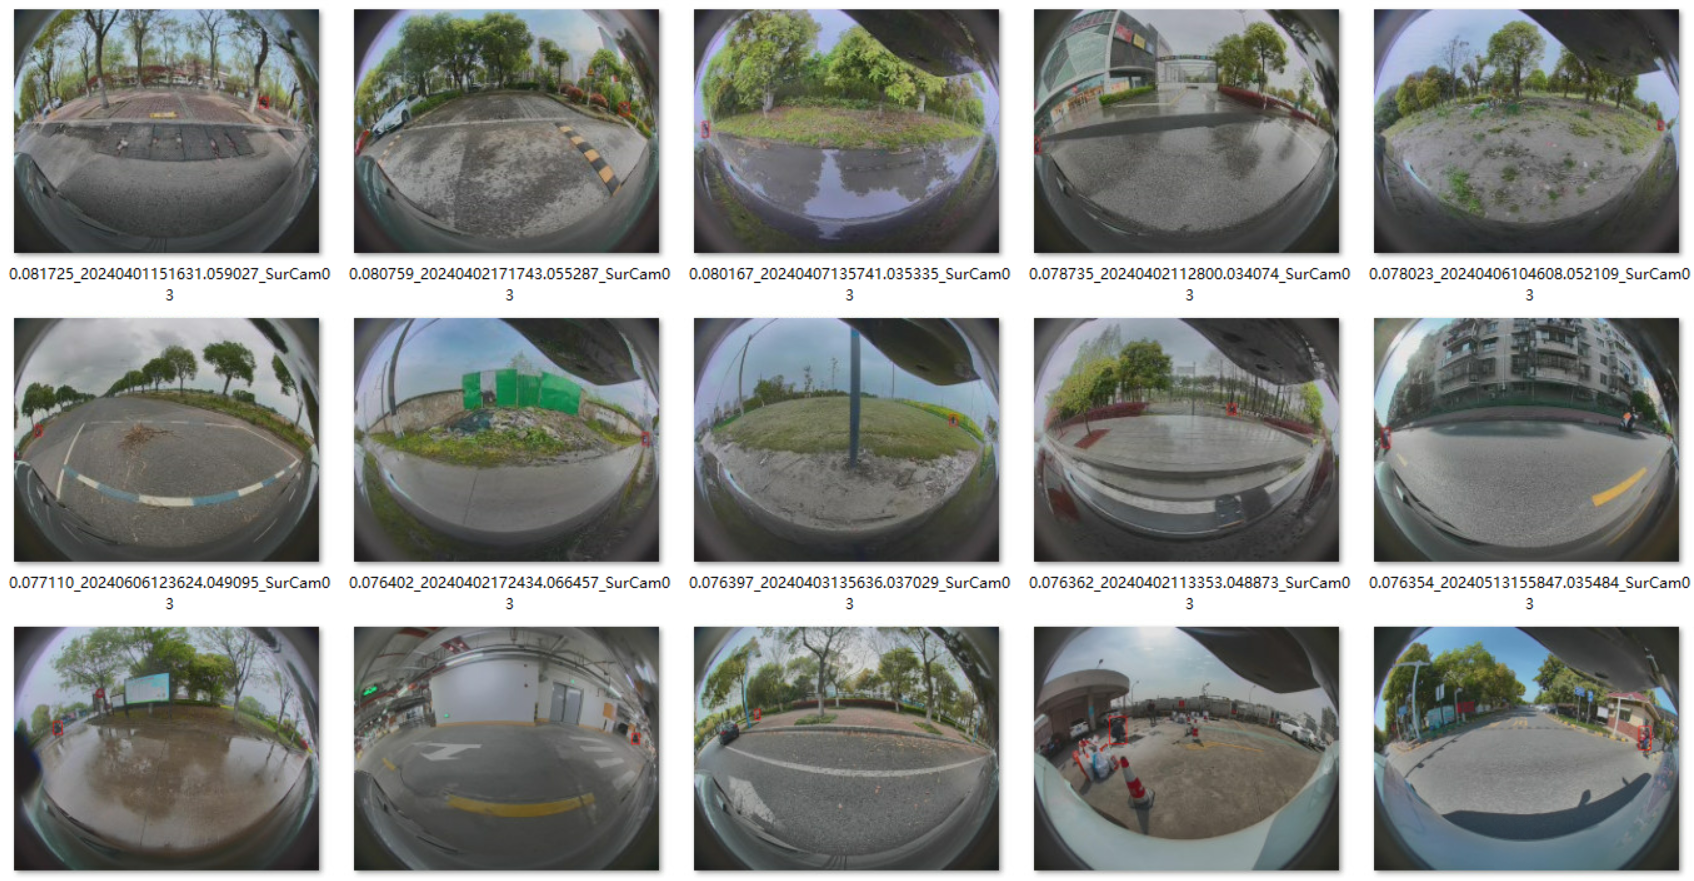 0.081725_20240401151631.059027_SurCam0
3
0.080759_20240402171743.055287_SurCam0
3
0.080167_20240407135741.035335_SurCam0
3
0.078735_20240402112800.034074_SurCam0
3
0.078023_20240406104608.052109_SurCam0
3
0.077110_20240606123624.049095_SurCam0
3
0.076402_20240402172434.066457_SurCam0
3
0.076397_20240403135636.037029_SurCam0
3
0.076362_20240402113353.048873_SurCam0
3
0.076354_20240513155847.035484_SurCam0
3